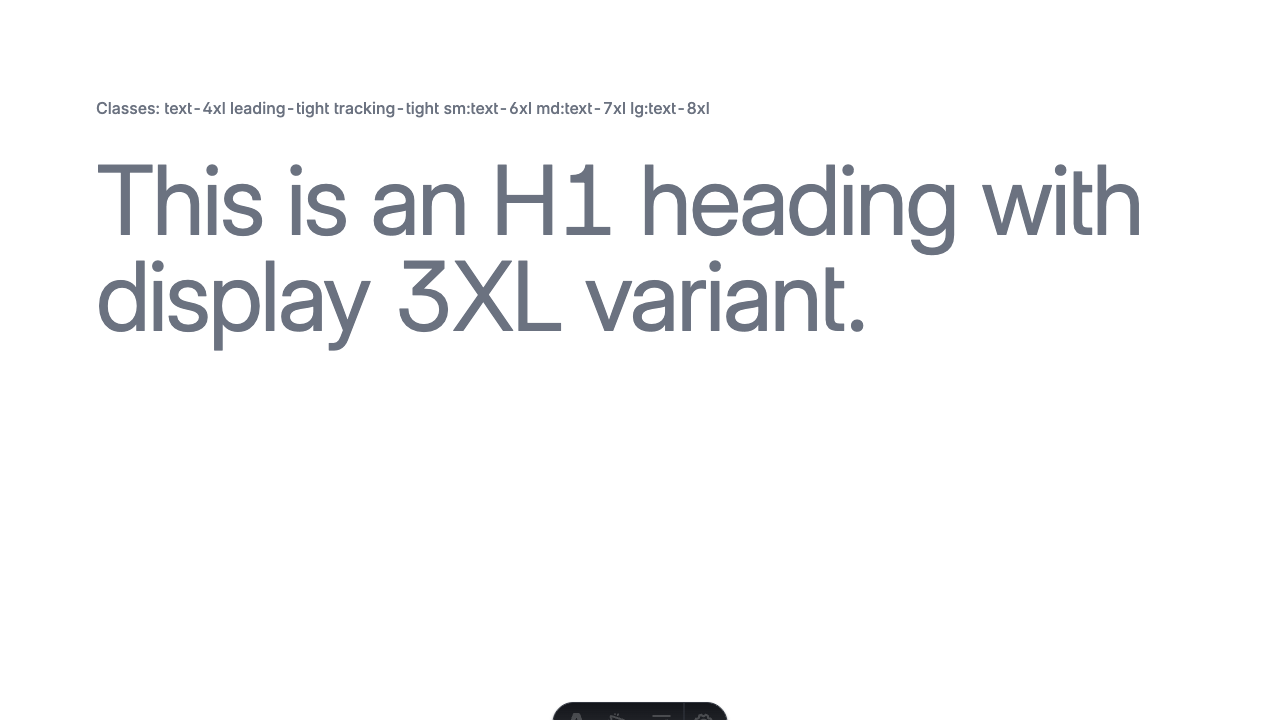 Classes: text-4xl leading-tight tracking-tight sm:text-6xl md:text-7xl lg:text-8xl
This is an H1 heading with
display 3XL variant.